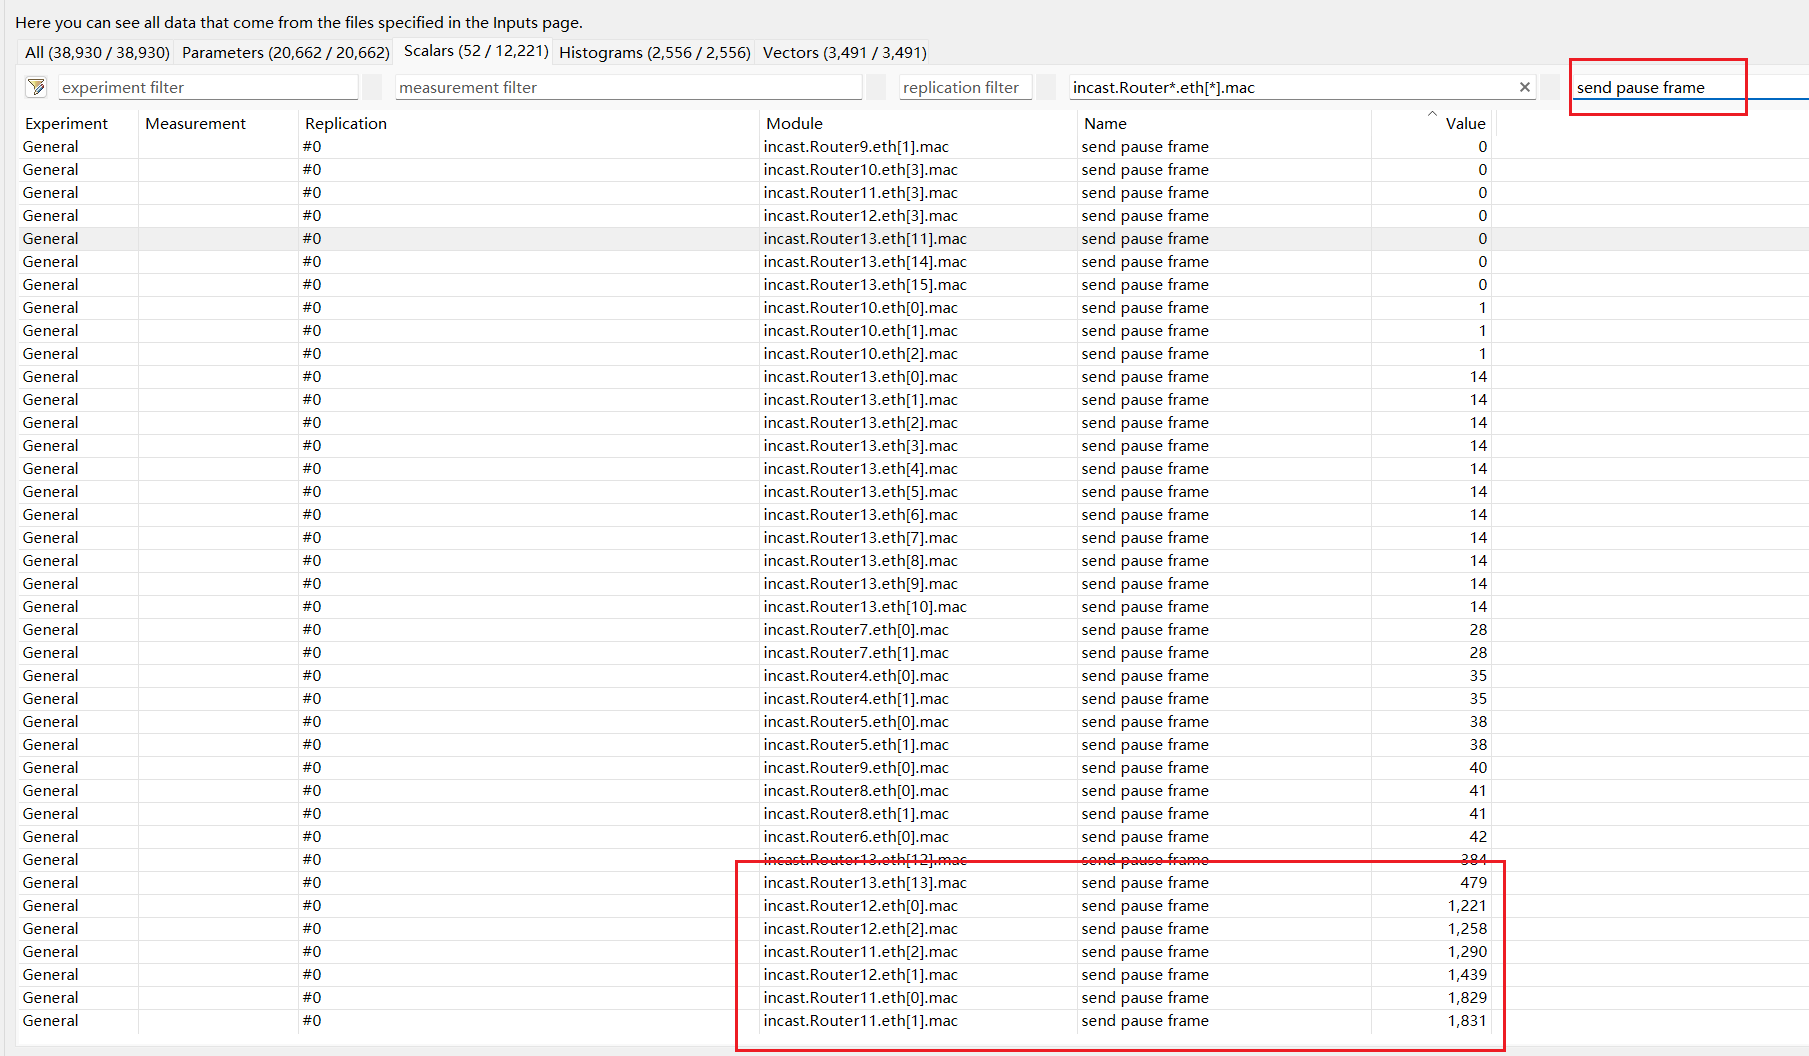 Here you can see all data that come from the files specified in the Inputs page.
All (38,930 / 38,930) Parameters (20,662 / 20,662) Scalars (52 / 12,221) Histograms (2,556 / 2,556) Vectors (3,491 / 3,491)
experiment filter measurement filter replication filter incast.Router*.eth[*].mac send pause frame
Experiment Measurement Replication Module Name Value
General #0 incast.Router9.eth[1].mac send pause frame 0
General #0 incast.Router10.eth[3].mac send pause frame 0
General #0 incast.Router11.eth[3].mac send pause frame 0
General #0 incast.Router12.eth[3].mac send pause frame 0
General #0 incast.Router13.eth[11].mac send pause frame 0
General #0 incast.Router13.eth[14].mac send pause frame 0
General #0 incast.Router13.eth[15].mac send pause frame 0
General #0 incast.Router10.eth[0].mac send pause frame 1
General #0 incast.Router10.eth[1].mac send pause frame 1
General #0 incast.Router10.eth[2].mac send pause frame 1
General #0 incast.Router13.eth[0].mac send pause frame 14
General #0 incast.Router13.eth[1].mac send pause frame 14
General #0 incast.Router13.eth[2].mac send pause frame 14
General #0 incast.Router13.eth[3].mac send pause frame 14
General #0 incast.Router13.eth[4].mac send pause frame 14
General #0 incast.Router13.eth[5].mac send pause frame 14
General #0 incast.Router13.eth[6].mac send pause frame 14
General #0 incast.Router13.eth[7].mac send pause frame 14
General #0 incast.Router13.eth[8].mac send pause frame 14
General #0 incast.Router13.eth[9].mac send pause frame 14
General #0 incast.Router13.eth[10].mac send pause frame 14
General #0 incast.Router7.eth[0].mac send pause frame 28
General #0 incast.Router7.eth[1].mac send pause frame 28
General #0 incast.Router4.eth[0].mac send pause frame 35
General #0 incast.Router4.eth[1].mac send pause frame 35
General #0 incast.Router5.eth[0].mac send pause frame 38
General #0 incast.Router5.eth[1].mac send pause frame 38
General #0 incast.Router9.eth[0].mac send pause frame 40
General #0 incast.Router8.eth[0].mac send pause frame 41
General #0 incast.Router8.eth[1].mac send pause frame 41
General #0 incast.Router6.eth[0].mac send pause frame 42
General #0 incast.Router13.eth[12].mac send pause frame 384
General #0 incast.Router13.eth[13].mac send pause frame 479
General #0 incast.Router12.eth[0].mac send pause frame 1,221
General #0 incast.Router12.eth[2].mac send pause frame 1,258
General #0 incast.Router11.eth[2].mac send pause frame 1,290
General #0 incast.Router12.eth[1].mac send pause frame 1,439
General #0 incast.Router11.eth[0].mac send pause frame 1,829
General #0 incast.Router11.eth[1].mac send pause frame 1,831